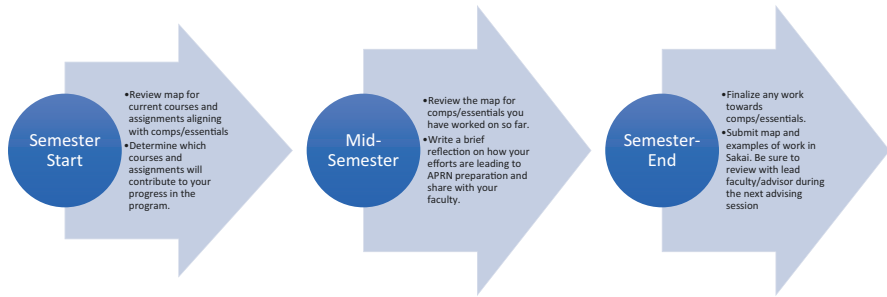 Semester
Start
•Review map for
current courses and
assignments aligning
with comps/essentials
•Determine which
courses and
assignments will
contribute to your
progress in the
program.
Mid-
Semester
•Review the map for
comps/essentials you
have worked on so far.
•Write a brief
reflection on how your
efforts are leading to
APRN preparation and
share with your
faculty.
Semester-
End
•Finalize any work
towards
comps/essentials.
•Submit map and
examples of work in
Sakai. Be sure to
review with lead
faculty/advisor during
the next advising
session